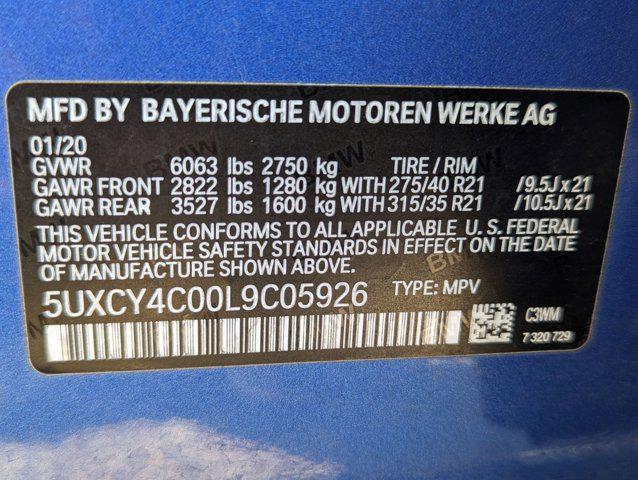 MFD BY BAYERISCHE MOTOREN WERKE AG
01/20
GVWR 6063 lbs 2750 kg TIRE / RIM
GAWR FRONT 2822 lbs 1280 kg WITH 275/40 R21 /9.5J x 21
GAWR REAR 3527 lbs 1600 kg WITH 315/35 R21 /10.5J x 21
THIS VEHICLE CONFORMS TO ALL APPLICABLE U.S. FEDERAL
MOTOR VEHICLE SAFETY STANDARDS IN EFFECT ON THE DATE
OF MANUFACTURE SHOWN ABOVE.
5UXCY4C00L9C05926 TYPE: MPV
C3WM
7 320 729